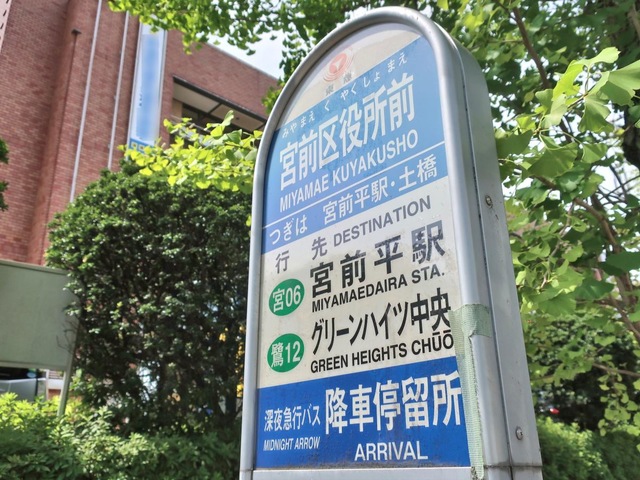 東急
みやまえ く やくしょまえ
宮前区役所前
MIYAMAE KUYAKUSHO
つぎは 宮前平駅・土橋
行 先 DESTINATION
宮06 宮前平駅
MIYAMAEDAIRA STA.
鷺12 グリーンハイツ中央
GREEN HEIGHTS CHUO
深夜急行バス 降車停留所
MIDNIGHT ARROW ARRIVAL